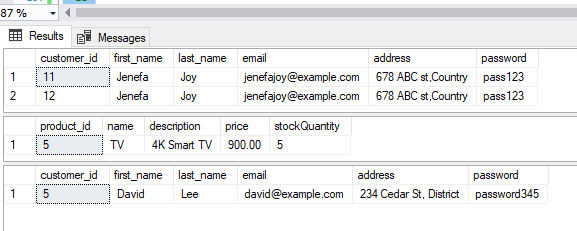 87 %
Results Messages
customer_id first_name last_name email address password
1 11 Jenefa Joy jenefajoy@example.com 678 ABC st,Country pass123
2 12 Jenefa Joy jenefajoy@example.com 678 ABC st,Country pass123
product_id name description price stockQuantity
1 5 TV 4K Smart TV 900.00 5
customer_id first_name last_name email address password
1 5 David Lee david@example.com 234 Cedar St, District password345